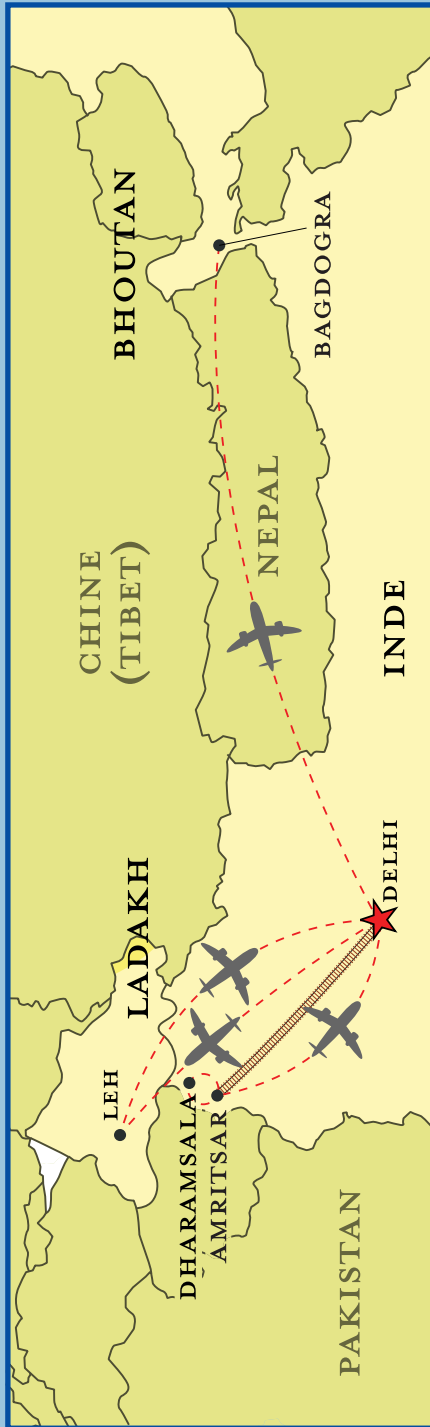 CHINE
(TIBET)
BHOUTAN
LADAKH
LEH
NEPAL
DHARAMSALA
AMRITSAR
BAGDOGRA
PAKISTAN
DELHI
INDE